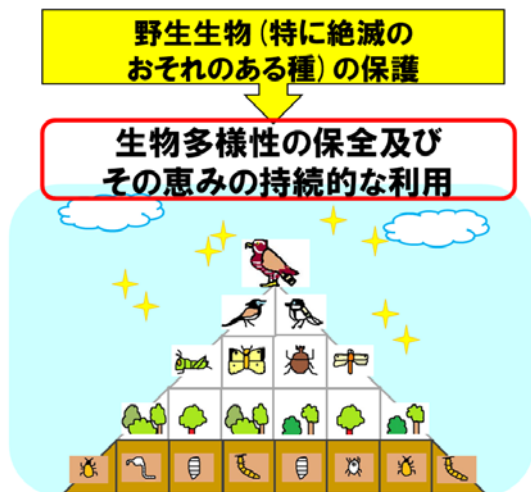 野生生物(特に絶滅の
おそれのある種)の保護
生物多様性の保全及び
その恵みの持続的な利用